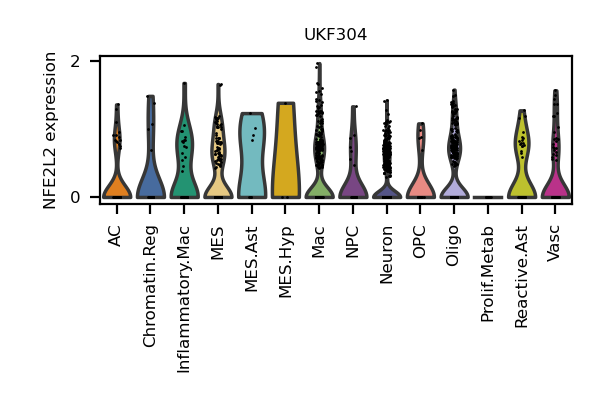 UKF304
NFE2L2 expression
2
0
AC
Chromatin.Reg
Inflammatory.Mac
MES
MES.Ast
MES.Hyp
Mac
NPC
Neuron
OPC
Oligo
Prolif.Metab
Reactive.Ast
Vasc